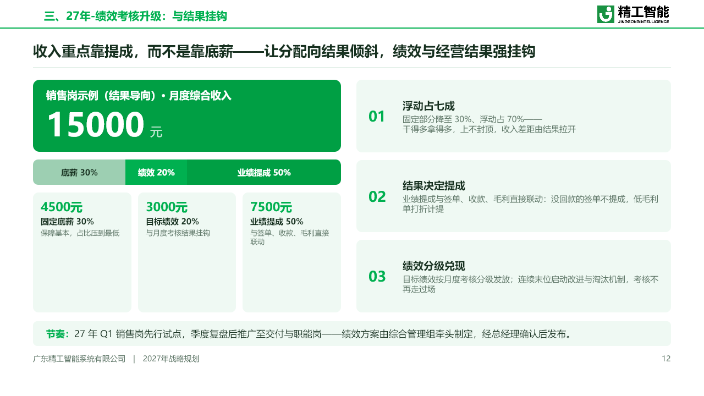 三、27年-绩效考核升级：与结果挂钩
精工智能
收入重点靠提成，而不是靠底薪——让分配向结果倾斜，绩效与经营结果强挂钩
销售岗示例（结果导向）· 月度综合收入
15000 元
底薪 30%
绩效 20%
业绩提成 50%
4500元
固定底薪 30%
保障基本、占比压到最低
3000元
目标绩效 20%
与月度考核结果挂钩
7500元
业绩提成 50%
与签单、收款、毛利直接
联动
01
浮动占七成
固定部分降至 30%、浮动占 70%——
干得多拿得多，上不封顶，收入差距由结果拉开
02
结果决定提成
业绩提成与签单、收款、毛利直接联动：没回款的签单不提成，低毛利
单打折计提
03
绩效分级兑现
目标绩效按月度考核分级发放；连续末位启动改进与淘汰机制，考核不
再走过场
节奏：27 年 Q1 销售岗先行试点，季度复盘后推广至交付与职能岗——绩效方案由综合管理组牵头制定，经总经理确认后发布。
广东精工智能系统有限公司 | 2027年战略规划
12